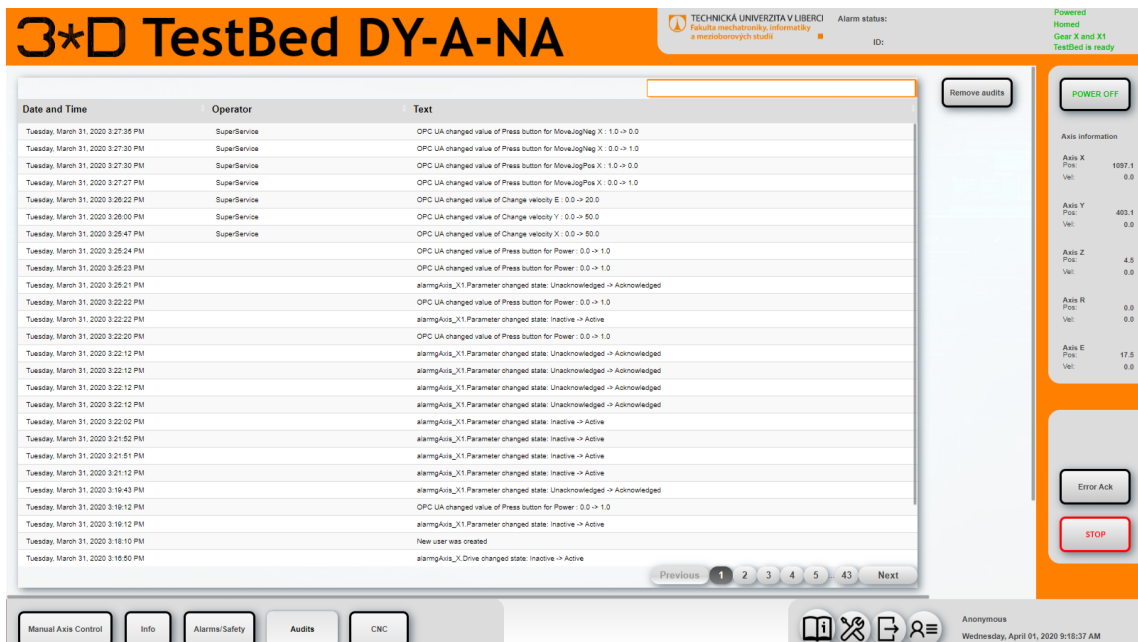 3*D TestBed DY-A-NA
TECHNICKÁ UNIVERZITA V LIBERCI
Fakulta mechatroniky, informatiky
a mezioborových studií
Alarm status:
ID:
Powered
Homed
Gear X and X1
TestBed is ready
Date and Time Operator Text
Tuesday, March 31, 2020 3:27:35 PM SuperService OPC UA changed value of Press button for MoveJogNeg X : 1.0 -> 0.0
Tuesday, March 31, 2020 3:27:30 PM SuperService OPC UA changed value of Press button for MoveJogNeg X : 0.0 -> 1.0
Tuesday, March 31, 2020 3:27:30 PM SuperService OPC UA changed value of Press button for MoveJogPos X : 1.0 -> 0.0
Tuesday, March 31, 2020 3:27:27 PM SuperService OPC UA changed value of Press button for MoveJogPos X : 0.0 -> 1.0
Tuesday, March 31, 2020 3:26:22 PM SuperService OPC UA changed value of Change velocity E : 0.0 -> 20.0
Tuesday, March 31, 2020 3:26:00 PM SuperService OPC UA changed value of Change velocity Y : 0.0 -> 50.0
Tuesday, March 31, 2020 3:25:47 PM SuperService OPC UA changed value of Change velocity X : 0.0 -> 50.0
Tuesday, March 31, 2020 3:25:24 PM OPC UA changed value of Press button for Power : 0.0 -> 1.0
Tuesday, March 31, 2020 3:25:23 PM OPC UA changed value of Press button for Power : 0.0 -> 1.0
Tuesday, March 31, 2020 3:25:21 PM alarmgAxis_X1.Parameter changed state: Unacknowledged -> Acknowledged
Tuesday, March 31, 2020 3:22:22 PM OPC UA changed value of Press button for Power : 0.0 -> 1.0
Tuesday, March 31, 2020 3:22:22 PM alarmgAxis_X1.Parameter changed state: Inactive -> Active
Tuesday, March 31, 2020 3:22:20 PM OPC UA changed value of Press button for Power : 0.0 -> 1.0
Tuesday, March 31, 2020 3:22:12 PM alarmgAxis_X1.Parameter changed state: Unacknowledged -> Acknowledged
Tuesday, March 31, 2020 3:22:12 PM alarmgAxis_X1.Parameter changed state: Unacknowledged -> Acknowledged
Tuesday, March 31, 2020 3:22:12 PM alarmgAxis_X1.Parameter changed state: Unacknowledged -> Acknowledged
Tuesday, March 31, 2020 3:22:12 PM alarmgAxis_X1.Parameter changed state: Unacknowledged -> Acknowledged
Tuesday, March 31, 2020 3:22:02 PM alarmgAxis_X1.Parameter changed state: Inactive -> Active
Tuesday, March 31, 2020 3:21:52 PM alarmgAxis_X1.Parameter changed state: Inactive -> Active
Tuesday, March 31, 2020 3:21:51 PM alarmgAxis_X1.Parameter changed state: Inactive -> Active
Tuesday, March 31, 2020 3:21:12 PM alarmgAxis_X1.Parameter changed state: Inactive -> Active
Tuesday, March 31, 2020 3:19:43 PM alarmgAxis_X1.Parameter changed state: Unacknowledged -> Acknowledged
Tuesday, March 31, 2020 3:19:12 PM OPC UA changed value of Press button for Power : 0.0 -> 1.0
Tuesday, March 31, 2020 3:19:12 PM alarmgAxis_X1.Parameter changed state: Inactive -> Active
Tuesday, March 31, 2020 3:18:10 PM New user was created
Tuesday, March 31, 2020 3:16:50 PM alarmgAxis_X.Drive changed state: Inactive -> Active
Previous 1 2 3 4 5 ... 43 Next
Remove audits
POWER OFF
Axis information
Axis X
Pos: 1097.1
Vel: 0.0
Axis Y
Pos: 403.1
Vel: 0.0
Axis Z
Pos: 4.5
Vel: 0.0
Axis R
Pos: 0.0
Vel: 0.0
Axis E
Pos: 17.5
Vel: 0.0
Error Ack
STOP
Manual Axis Control Info Alarms/Safety Audits CNC
Anonymous
Wednesday, April 01, 2020 9:18:37 AM